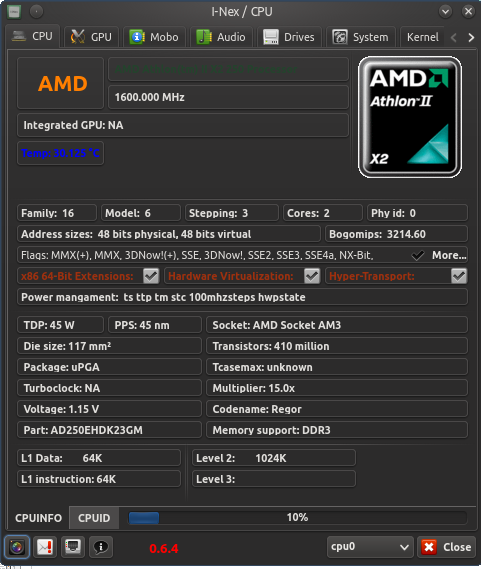 I-Nex / CPU
CPU GPU Mobo Audio Drives System Kernel
AMD
1600.000 MHz
Integrated GPU: NA
Temp: 30.125 °C
AMD
Athlon II
X2
Family: 16 Model: 6 Stepping: 3 Cores: 2 Phy id: 0
Address sizes: 48 bits physical, 48 bits virtual Bogomips: 3214.60
Flags: MMX(+), MMX, 3DNow!(+), SSE, 3DNow!, SSE2, SSE3, SSE4a, NX-Bit, More...
x86 64-Bit Extensions: Hardware Virtualization: Hyper-Transport:
Power mangament: ts ttp tm stc 100mhzsteps hwpstate
TDP: 45 W PPS: 45 nm Socket: AMD Socket AM3
Die size: 117 mm² Transistors: 410 million
Package: uPGA Tcasemax: unknown
Turboclock: NA Multiplier: 15.0x
Voltage: 1.15 V Codename: Regor
Part: AD250EHDK23GM Memory support: DDR3
L1 Data: 64K Level 2: 1024K
L1 instruction: 64K Level 3:
CPUINFO CPUID 10%
0.6.4 cpu0 Close